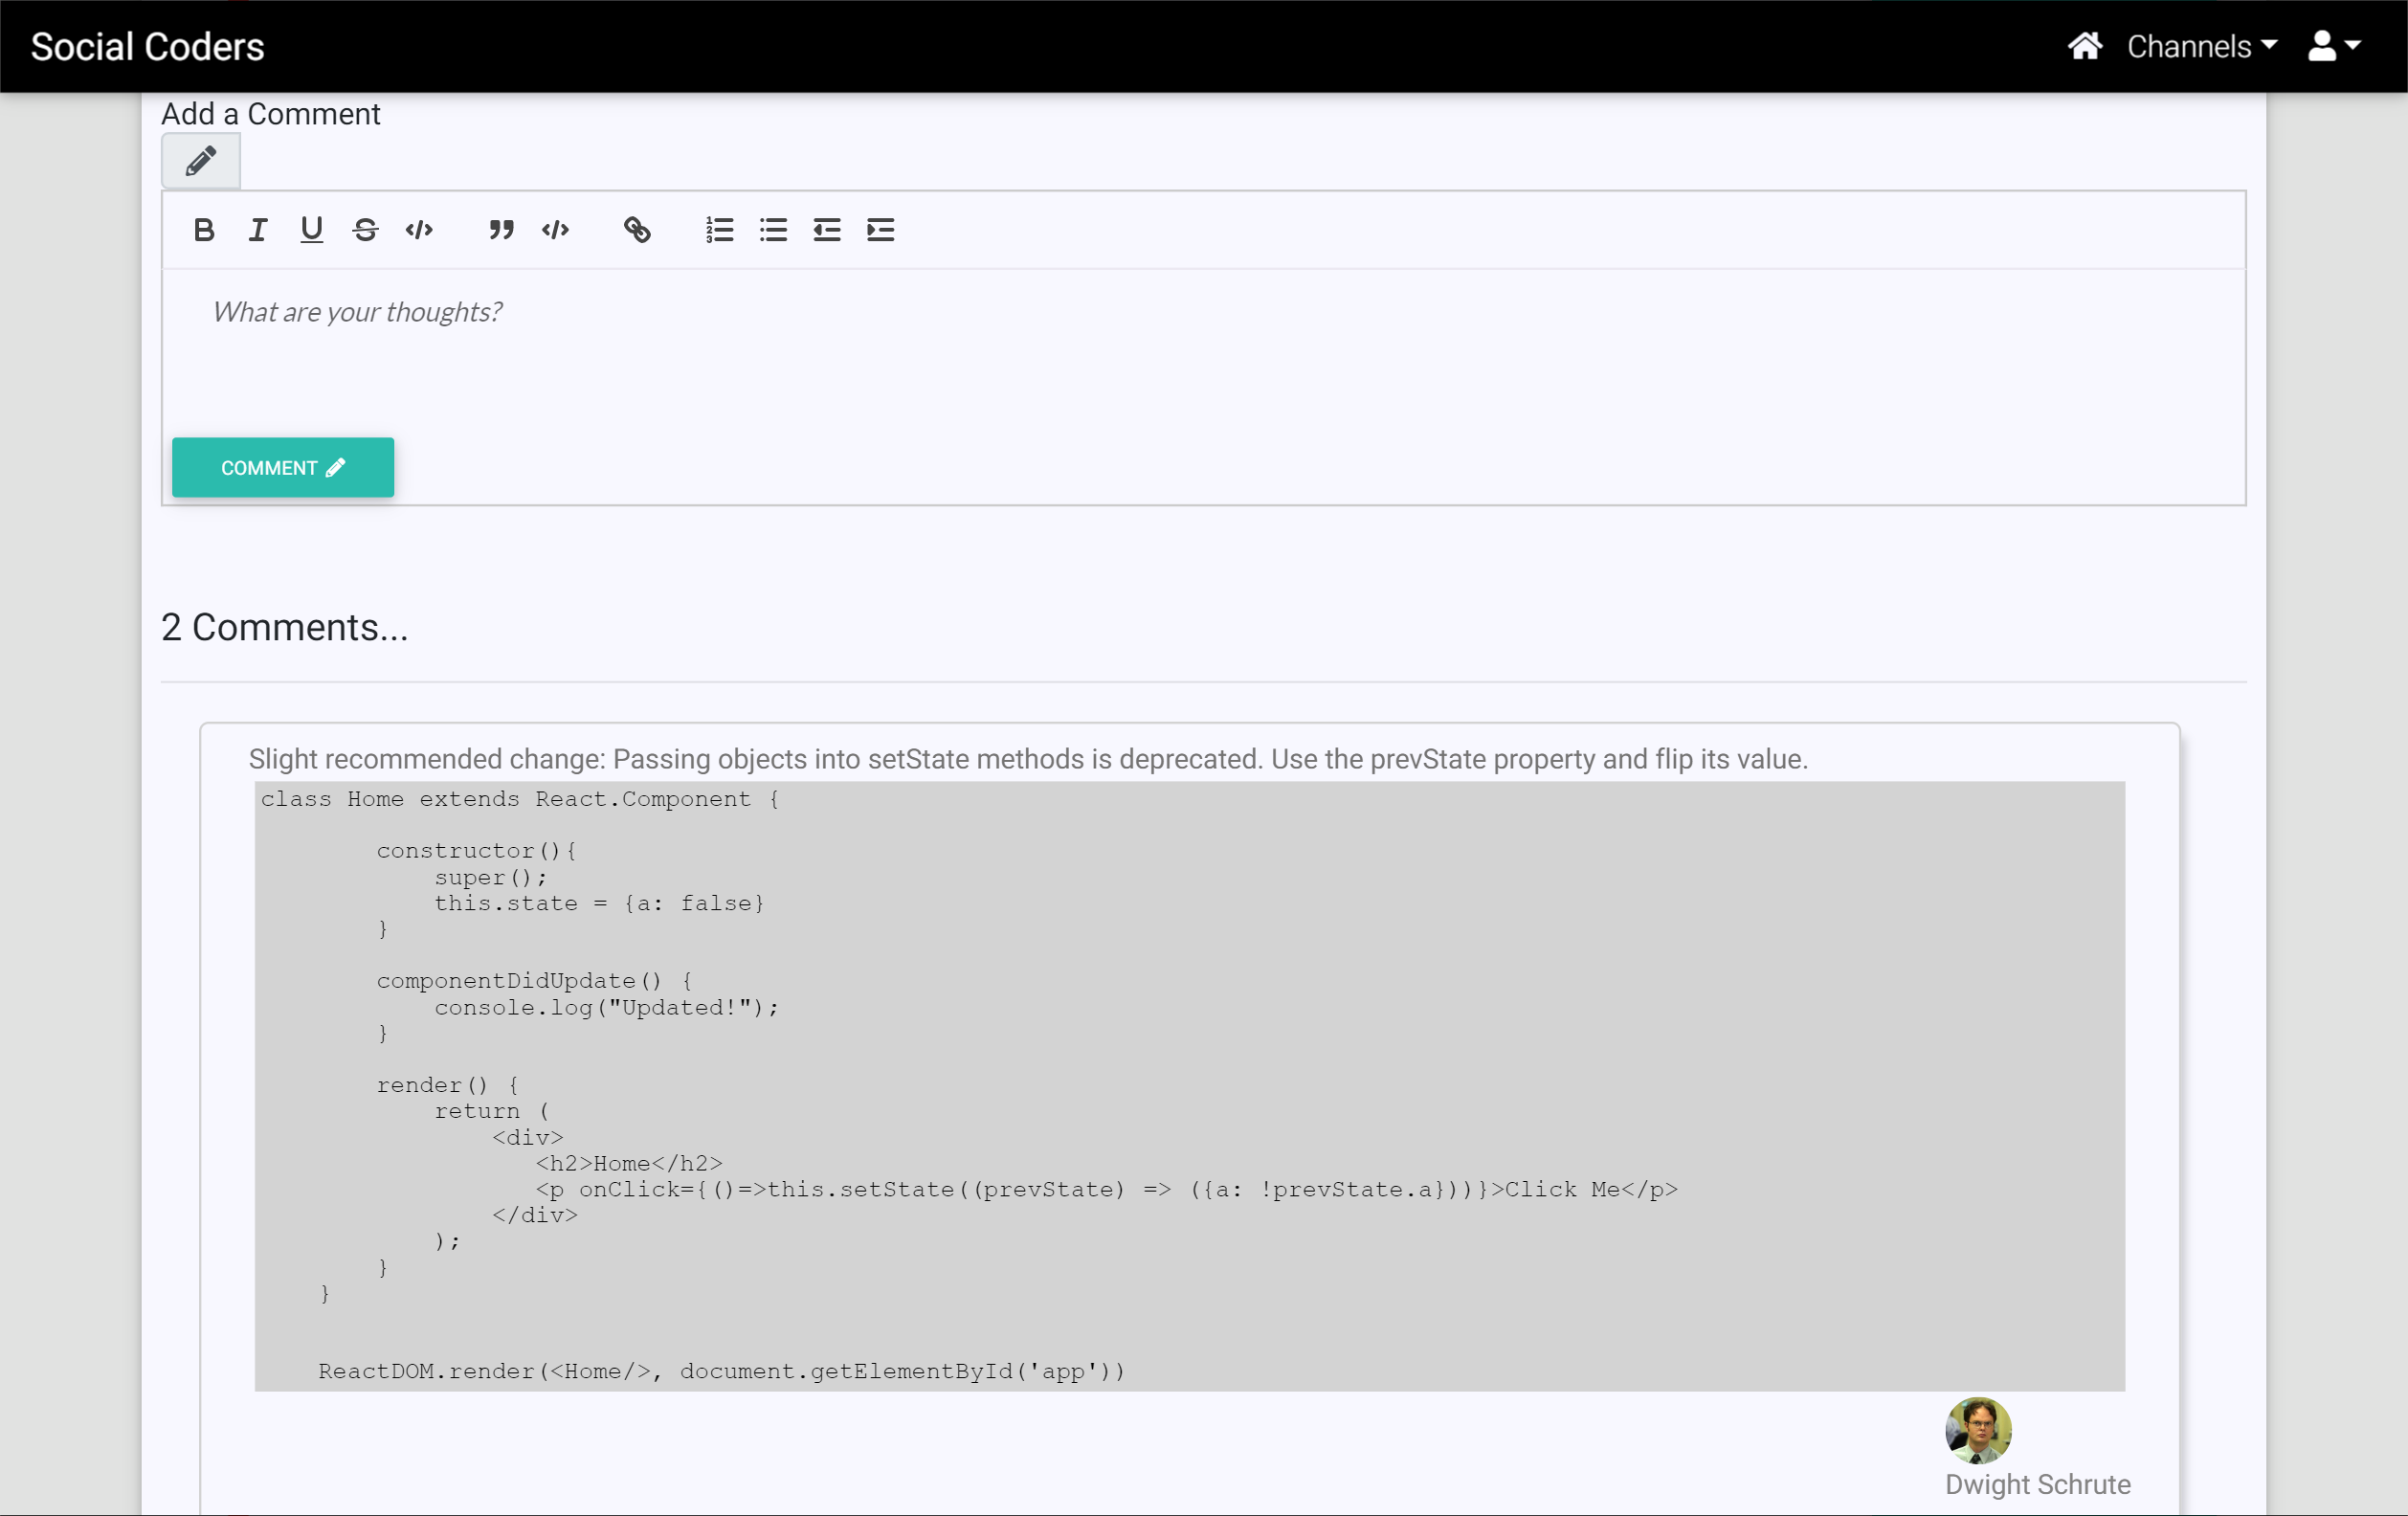 Social Coders
Channels
Add a Comment
What are your thoughts?
COMMENT
2 Comments...
Slight recommended change: Passing objects into setState methods is deprecated. Use the prevState property and flip its value.
class Home extends React.Component {
constructor(){
super();
this.state = {a: false}
}
componentDidUpdate() {
console.log("Updated!");
}
render() {
return (
<div>
<h2>Home</h2>
<p onClick={()=>this.setState((prevState) => ({a: !prevState.a}))}>Click Me</p>
</div>
);
}
}
ReactDOM.render(<Home/>, document.getElementById('app'))
Dwight Schrute